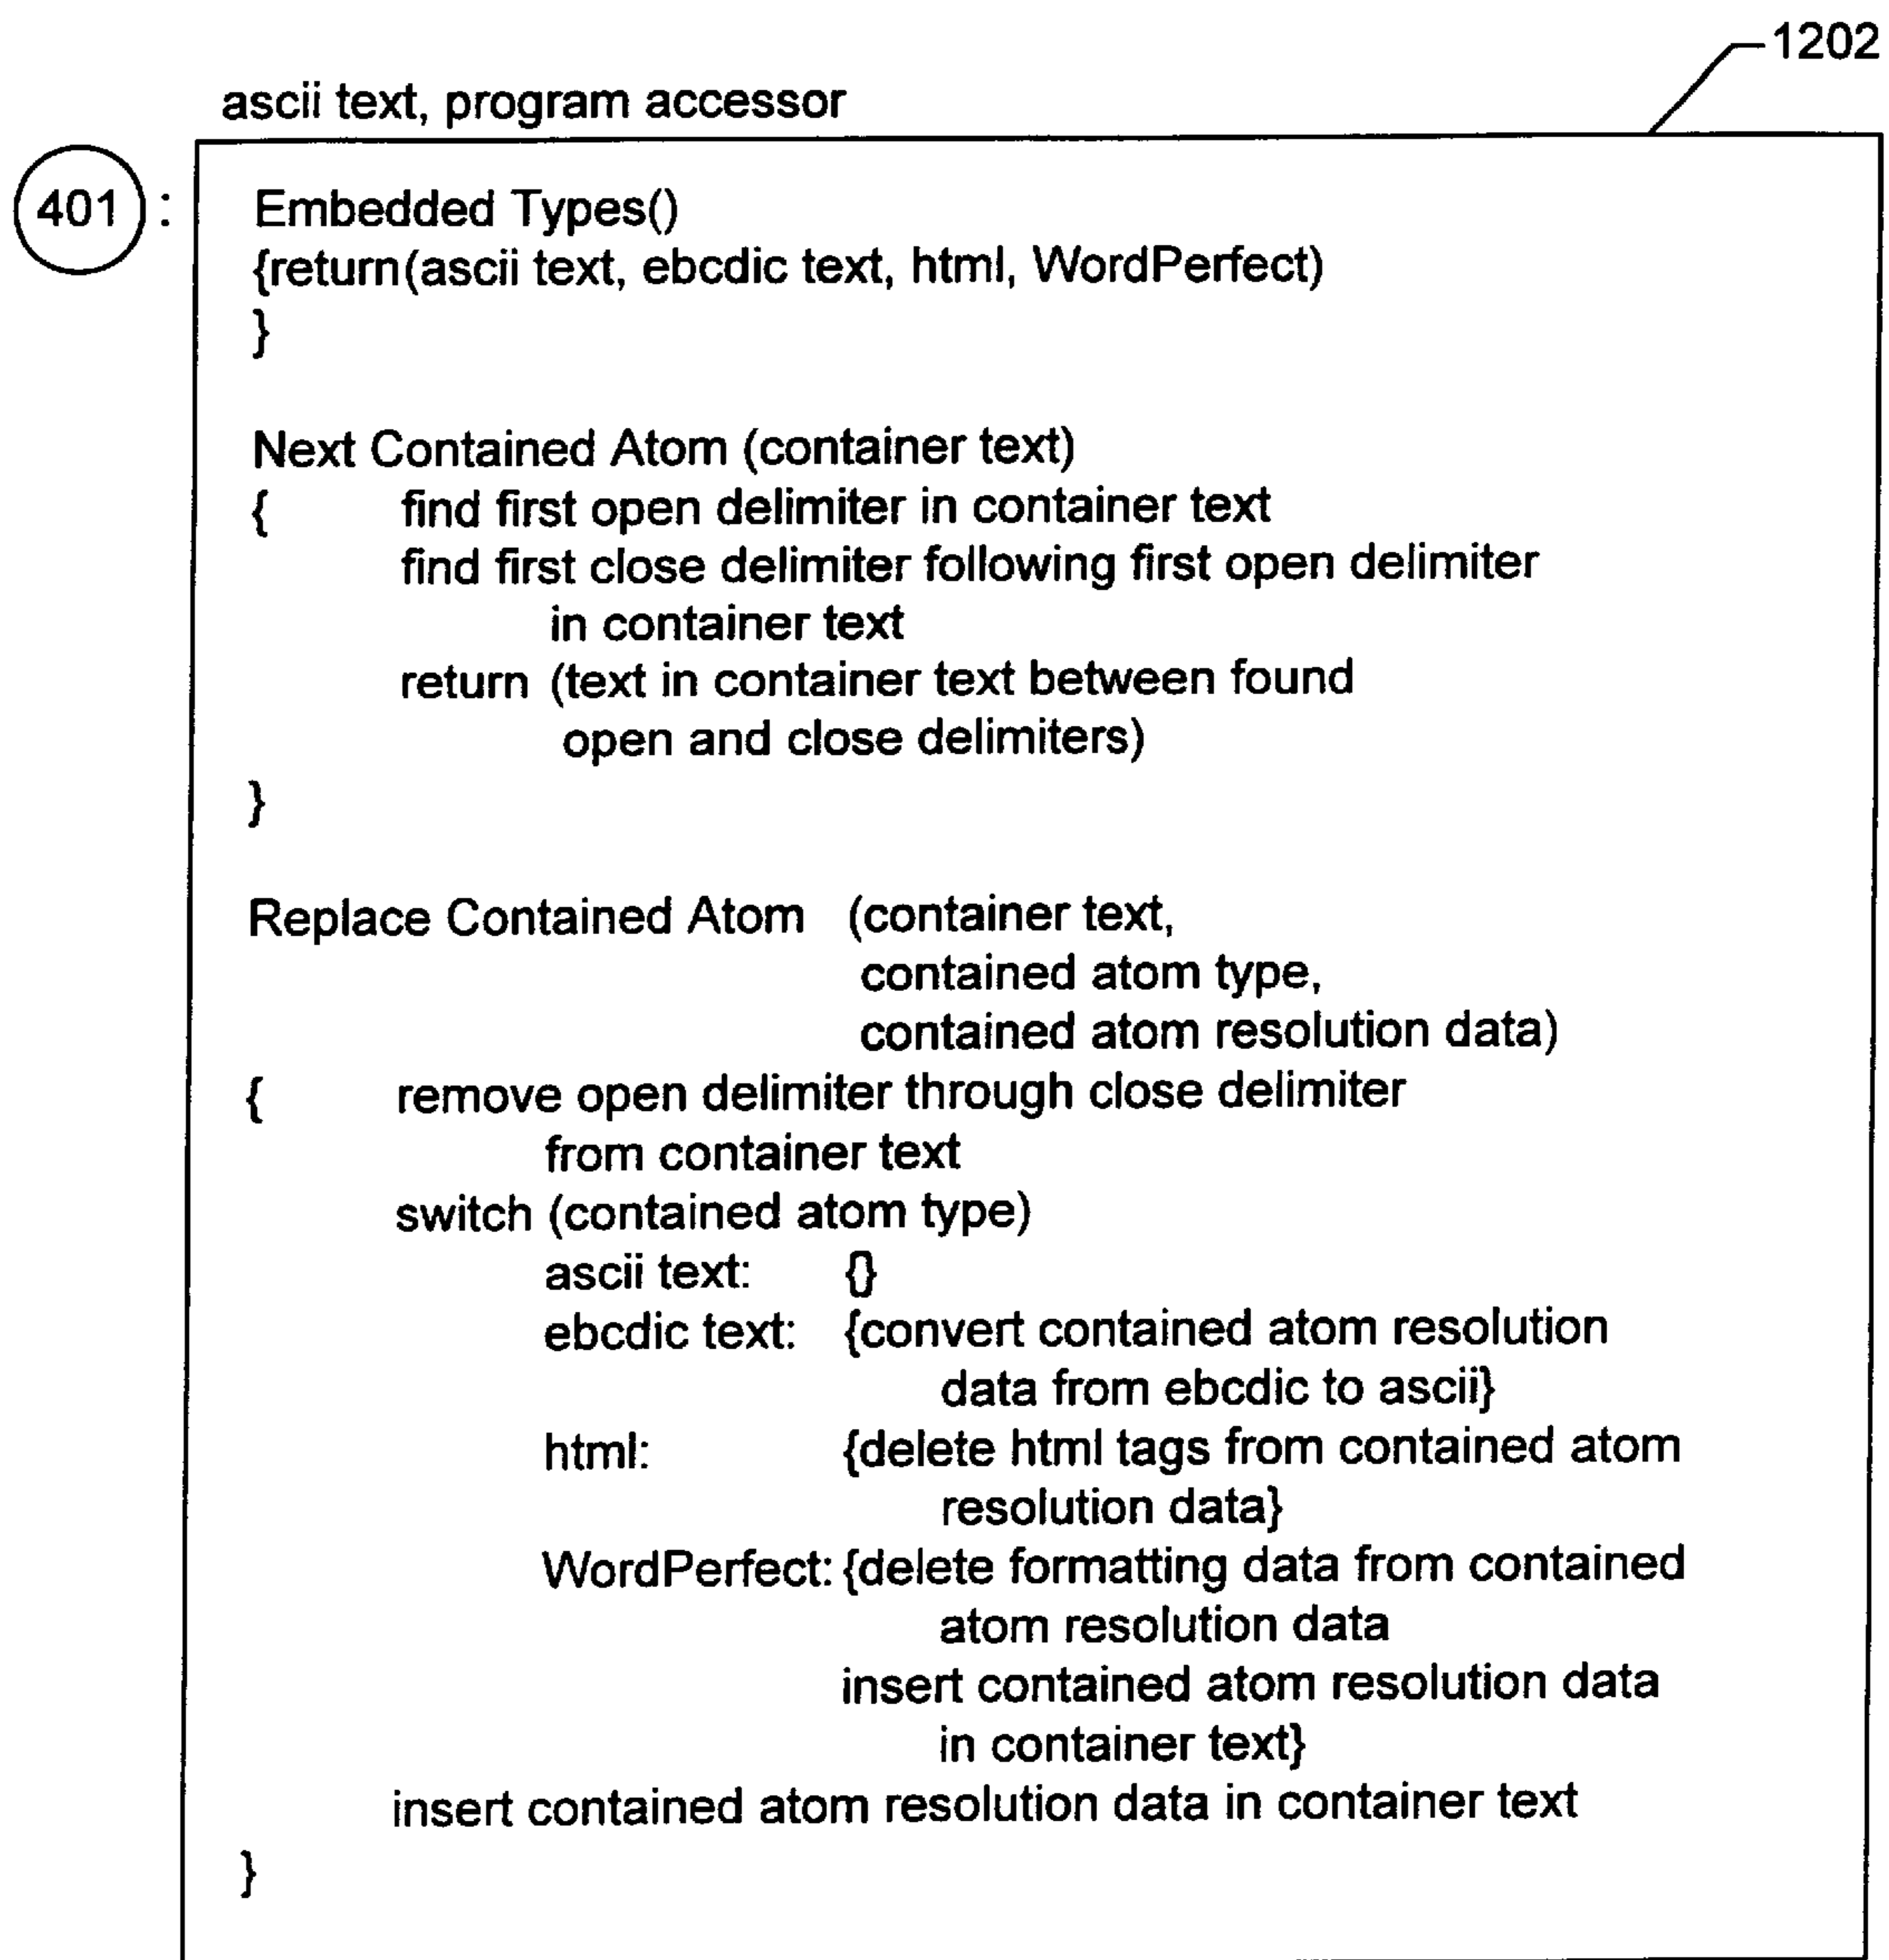 1202
ascii text, program accessor
401 :
Embedded Types()
{return(ascii text, ebcdic text, html, WordPerfect)
}
Next Contained Atom (container text)
{ find first open delimiter in container text
find first close delimiter following first open delimiter
in container text
return (text in container text between found
open and close delimiters)
}
Replace Contained Atom (container text,
contained atom type,
contained atom resolution data)
{ remove open delimiter through close delimiter
from container text
switch (contained atom type)
ascii text: {}
ebcdic text: {convert contained atom resolution
data from ebcdic to ascii}
html: {delete html tags from contained atom
resolution data}
WordPerfect: {delete formatting data from contained
atom resolution data
insert contained atom resolution data
in container text}
insert contained atom resolution data in container text
}